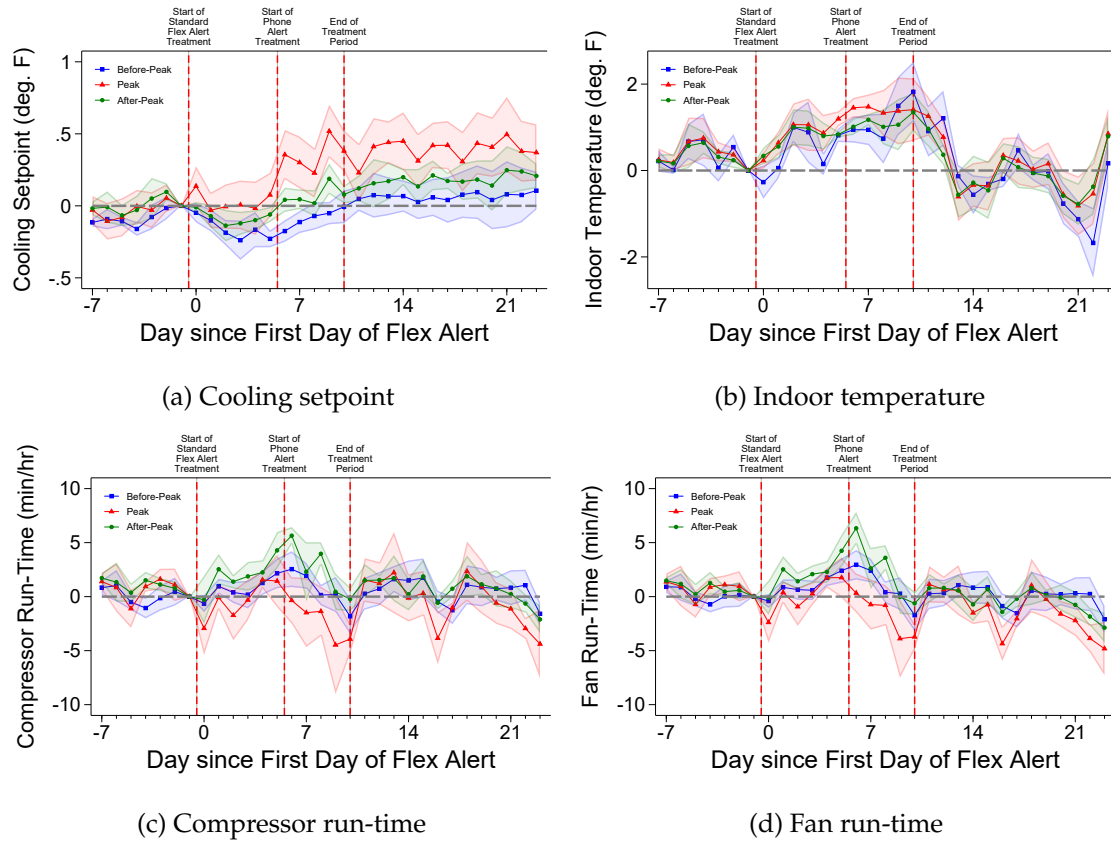 Start of
Standard
Flex Alert
Treatment
Start of
Phone
Alert
Treatment
End of
Treatment
Period
Cooling Setpoint (deg. F)
1
.5
0
-.5
Before-Peak
Peak
After-Peak
-7
0
7
14
21
Day since First Day of Flex Alert
(a) Cooling setpoint
Start of
Standard
Flex Alert
Treatment
Start of
Phone
Alert
Treatment
End of
Treatment
Period
Indoor Temperature (deg. F)
2
0
-2
Before-Peak
Peak
After-Peak
-7
0
7
14
21
Day since First Day of Flex Alert
(b) Indoor temperature
Start of
Standard
Flex Alert
Treatment
Start of
Phone
Alert
Treatment
End of
Treatment
Period
Compressor Run-Time (min/hr)
10
5
0
-5
-10
Before-Peak
Peak
After-Peak
-7
0
7
14
21
Day since First Day of Flex Alert
(c) Compressor run-time
Start of
Standard
Flex Alert
Treatment
Start of
Phone
Alert
Treatment
End of
Treatment
Period
Fan Run-Time (min/hr)
10
5
0
-5
-10
Before-Peak
Peak
After-Peak
-7
0
7
14
21
Day since First Day of Flex Alert
(d) Fan run-time